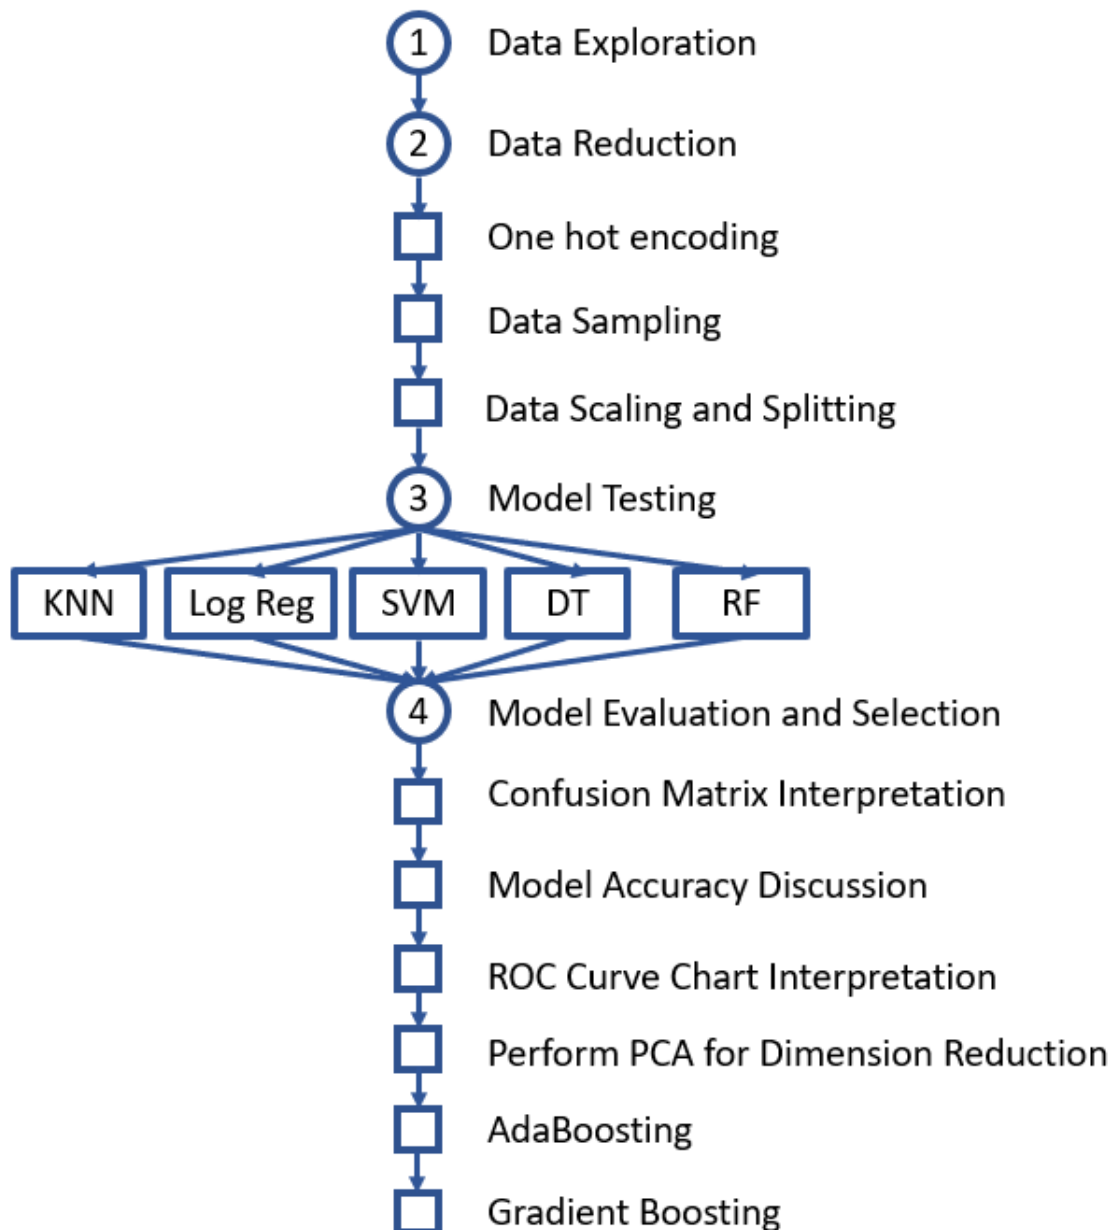 1 Data Exploration
2 Data Reduction
One hot encoding
Data Sampling
Data Scaling and Splitting
3 Model Testing
KNN Log Reg SVM DT RF
4 Model Evaluation and Selection
Confusion Matrix Interpretation
Model Accuracy Discussion
ROC Curve Chart Interpretation
Perform PCA for Dimension Reduction
AdaBoosting
Gradient Boosting